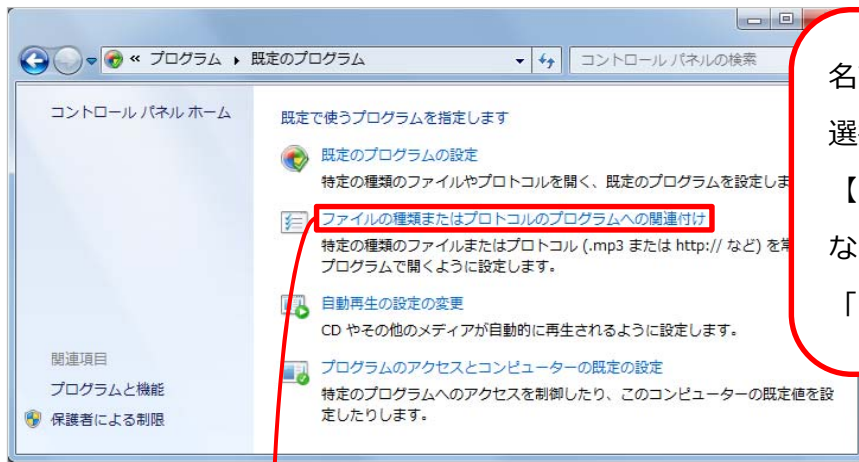 « プログラム ▸ 既定のプログラム
コントロール パネルの検索
コントロール パネル ホーム
既定で使うプログラムを指定します
既定のプログラムの設定
特定の種類のファイルやプロトコルを開く、既定のプログラムを設定しま
ファイルの種類またはプロトコルのプログラムへの関連付け
特定の種類のファイルまたはプロトコル (.mp3 または http:// など) を常
プログラムで開くように設定します。
自動再生の設定の変更
CD やその他のメディアが自動的に再生されるように設定します。
プログラムのアクセスとコンピューターの既定の設定
特定のプログラムへのアクセスを制御したり、このコンピューターの既定値を設
定したりします。
関連項目
プログラムと機能
保護者による制限
名
選
【
な
「